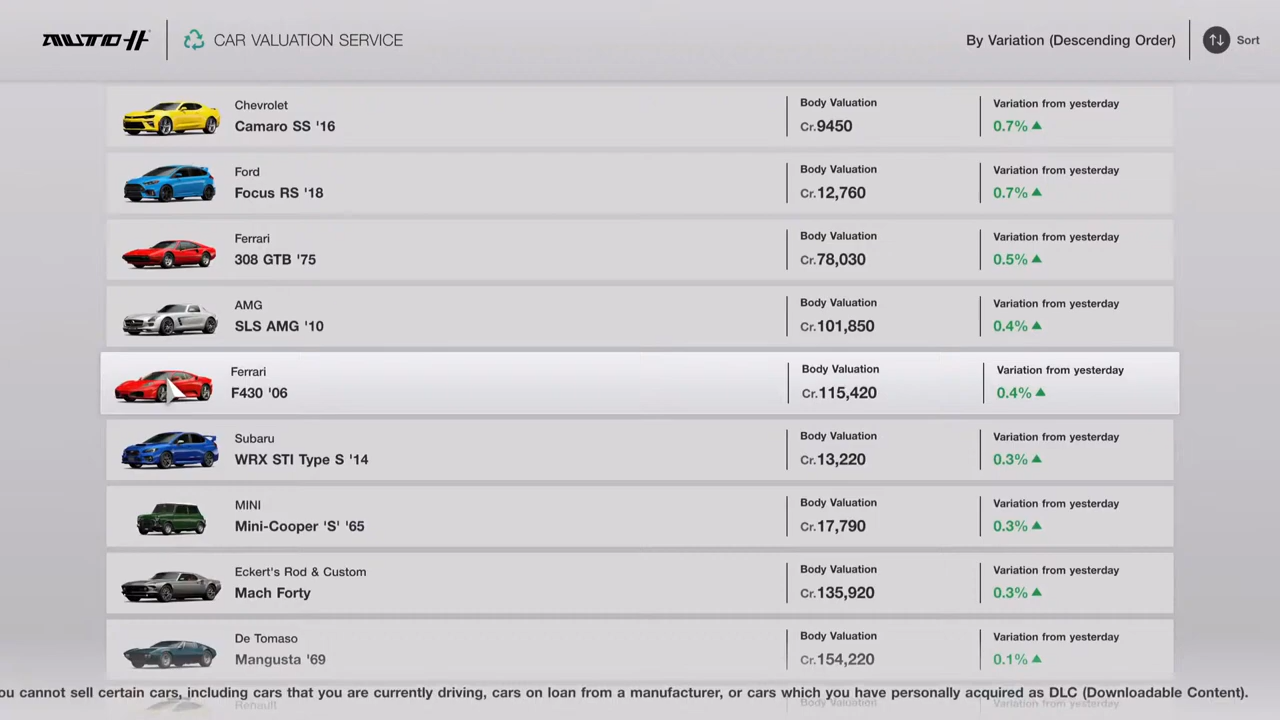 AUTO-H
CAR VALUATION SERVICE
By Variation (Descending Order)
Sort
Chevrolet
Camaro SS '16
Body Valuation
Cr.9450
Variation from yesterday
0.7%
Ford
Focus RS '18
Body Valuation
Cr.12,760
Variation from yesterday
0.7%
Ferrari
308 GTB '75
Body Valuation
Cr.78,030
Variation from yesterday
0.5%
AMG
SLS AMG '10
Body Valuation
Cr.101,850
Variation from yesterday
0.4%
Ferrari
F430 '06
Body Valuation
Cr.115,420
Variation from yesterday
0.4%
Subaru
WRX STI Type S '14
Body Valuation
Cr.13,220
Variation from yesterday
0.3%
MINI
Mini-Cooper 'S' '65
Body Valuation
Cr.17,790
Variation from yesterday
0.3%
Eckert's Rod & Custom
Mach Forty
Body Valuation
Cr.135,920
Variation from yesterday
0.3%
De Tomaso
Mangusta '69
Body Valuation
Cr.154,220
Variation from yesterday
0.1%
ou cannot sell certain cars, including cars that you are currently driving, cars on loan from a manufacturer, or cars which you have personally acquired as DLC (Downloadable Content).
Renault